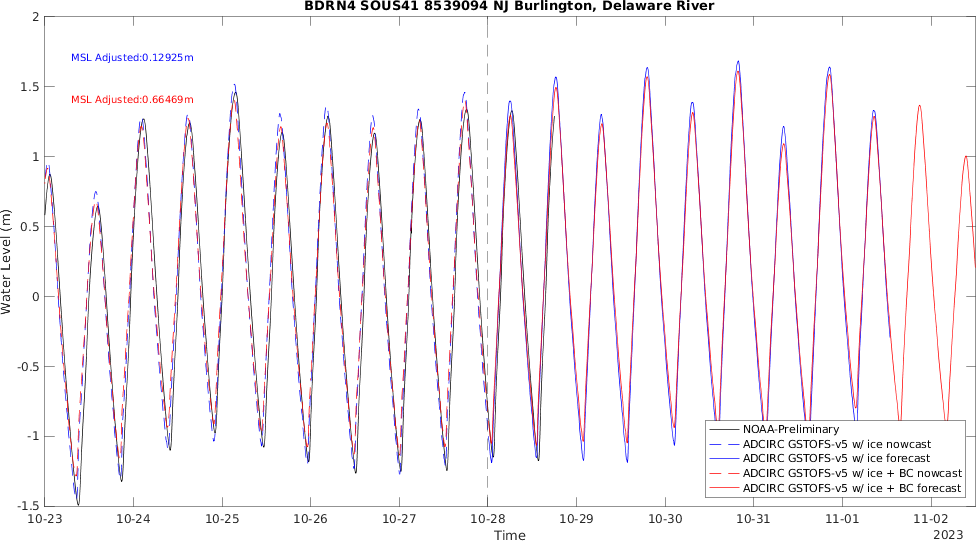 BDRN4 SOUS41 8539094 NJ Burlington, Delaware River
2
1.5
1
0.5
0
-0.5
-1
-1.5
Water Level (m)
MSL Adjusted:0.12925m
MSL Adjusted:0.66469m
NOAA-Preliminary
ADCIRC GSTOFS-v5 w/ ice nowcast
ADCIRC GSTOFS-v5 w/ ice forecast
ADCIRC GSTOFS-v5 w/ ice + BC nowcast
ADCIRC GSTOFS-v5 w/ ice + BC forecast
10-23 10-24 10-25 10-26 10-27 10-28 10-29 10-30 10-31 11-01 11-02
Time
2023